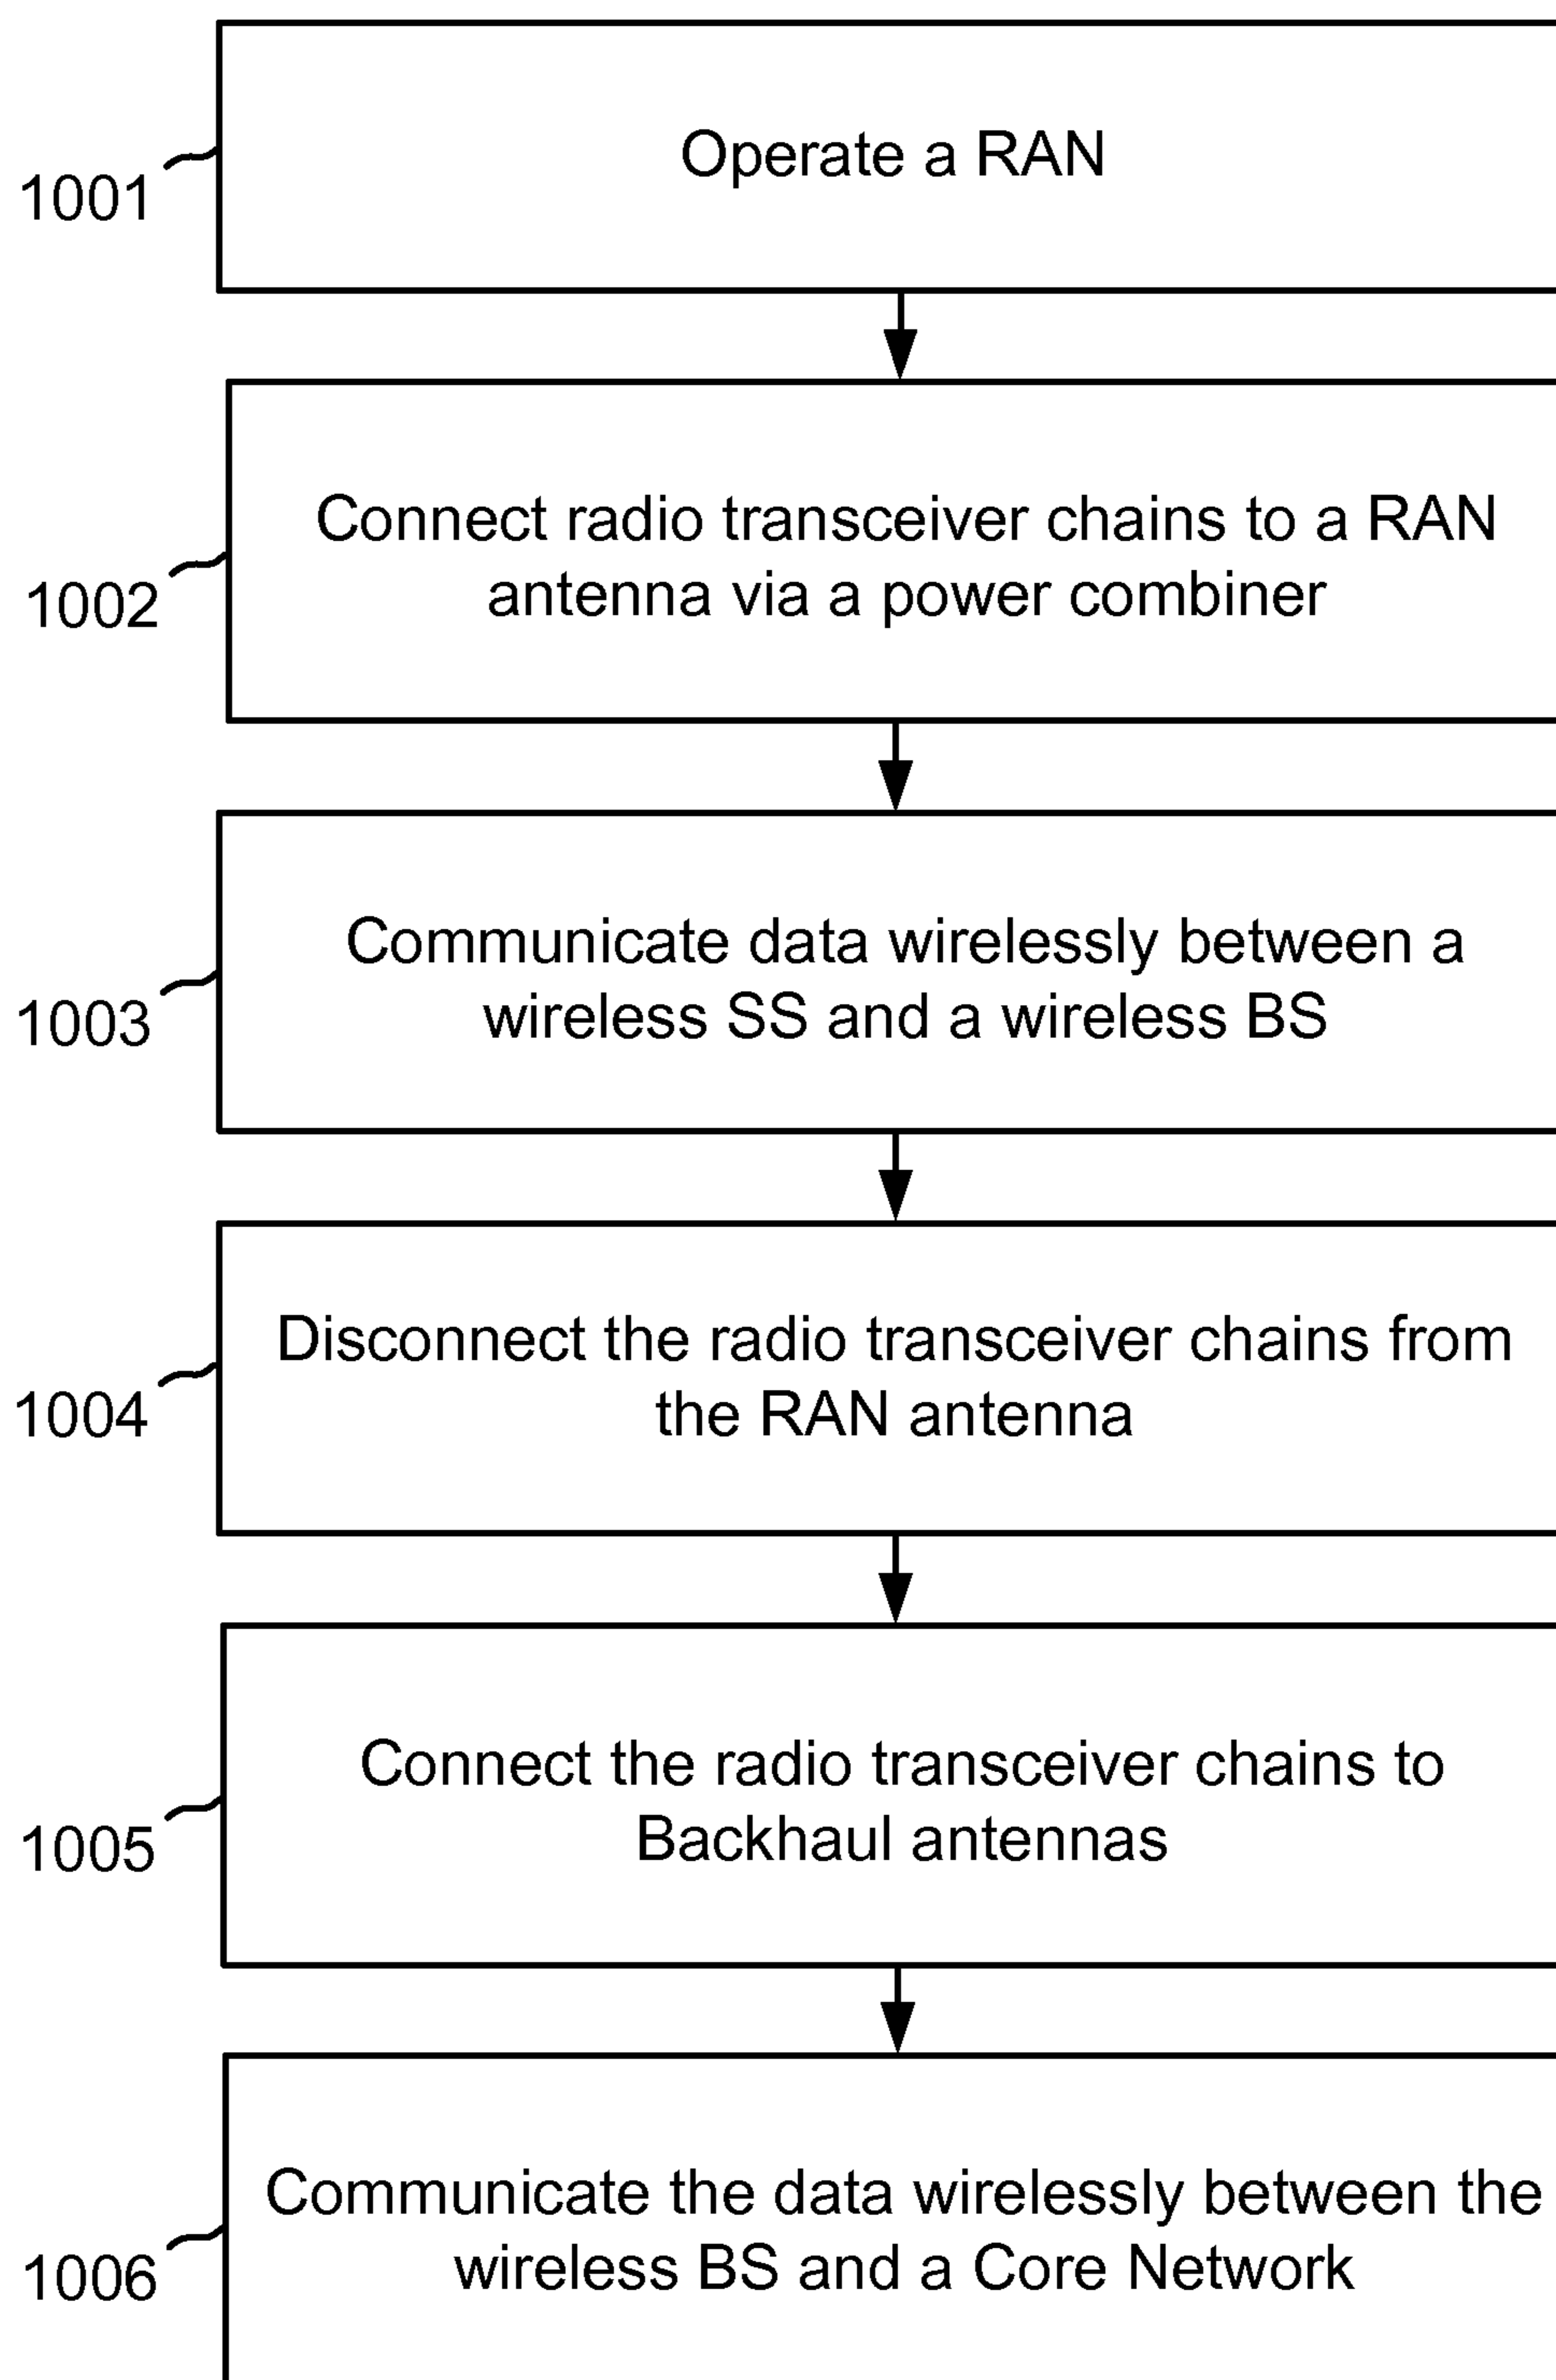 Operate a RAN
1001
Connect radio transceiver chains to a RAN
antenna via a power combiner
1002
Communicate data wirelessly between a
wireless SS and a wireless BS
1003
Disconnect the radio transceiver chains from
the RAN antenna
1004
Connect the radio transceiver chains to
Backhaul antennas
1005
Communicate the data wirelessly between the
wireless BS and a Core Network
1006